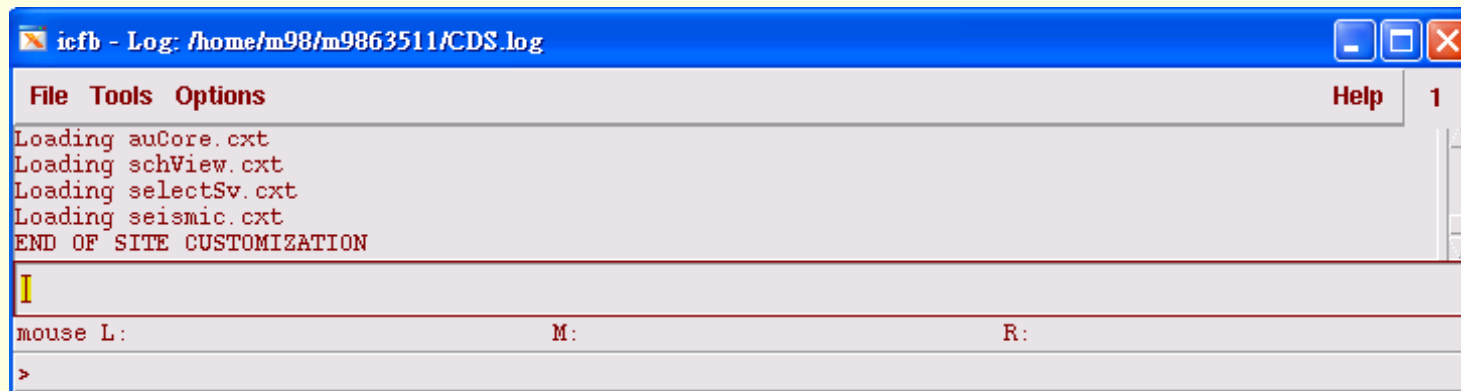 icfb - Log: /home/m98/m9863511/CDS.log
File Tools Options Help 1
Loading auCore.cxt
Loading schView.cxt
Loading selectSv.cxt
Loading seismic.cxt
END OF SITE CUSTOMIZATION
mouse L: M: R:
>